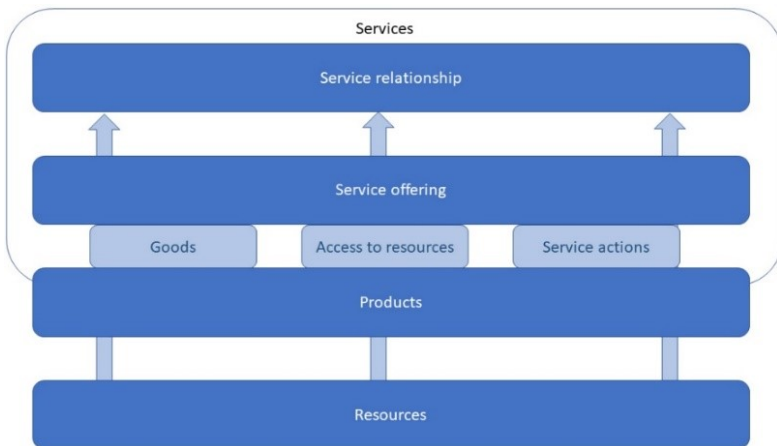 Services
Service relationship
Service offering
Goods
Access to resources
Service actions
Products
Resources